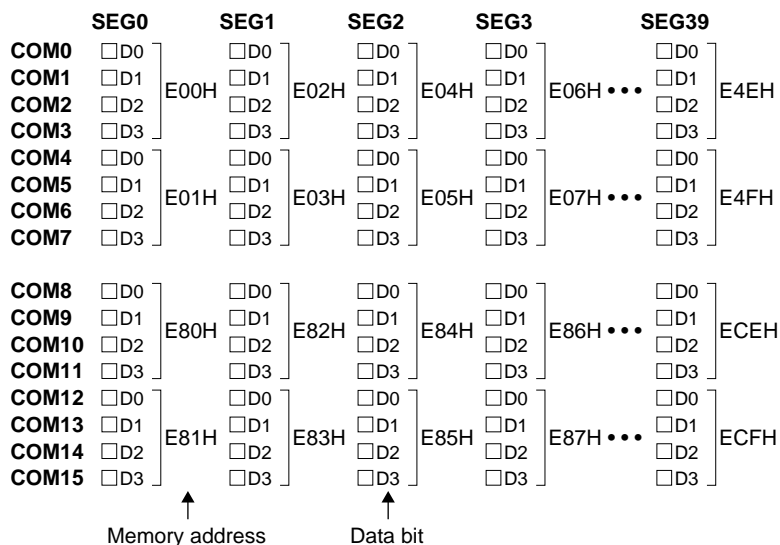 SEG0 SEG1 SEG2 SEG3 SEG39
COM0 D0 D0 D0 D0 D0
COM1 D1 D1 D1 D1 D1
E00H E02H E04H E06H ••• E4EH
COM2 D2 D2 D2 D2 D2
COM3 D3 D3 D3 D3 D3
COM4 D0 D0 D0 D0 D0
COM5 D1 D1 D1 D1 D1
E01H E03H E05H E07H ••• E4FH
COM6 D2 D2 D2 D2 D2
COM7 D3 D3 D3 D3 D3
COM8 D0 D0 D0 D0 D0
COM9 D1 D1 D1 D1 D1
E80H E82H E84H E86H ••• ECEH
COM10 D2 D2 D2 D2 D2
COM11 D3 D3 D3 D3 D3
COM12 D0 D0 D0 D0 D0
COM13 D1 D1 D1 D1 D1
E81H E83H E85H E87H ••• ECFH
COM14 D2 D2 D2 D2 D2
COM15 D3 D3 D3 D3 D3
Memory address Data bit